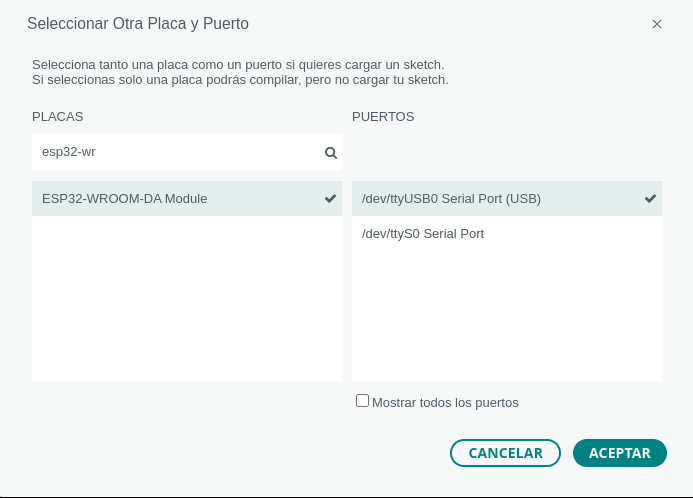 Seleccionar Otra Placa y Puerto
Selecciona tanto una placa como un puerto si quieres cargar un sketch.
Si seleccionas solo una placa podrás compilar, pero no cargar tu sketch.
PLACAS
PUERTOS
esp32-wr
ESP32-WROOM-DA Module
/dev/ttyUSB0 Serial Port (USB)
/dev/ttyS0 Serial Port
Mostrar todos los puertos
CANCELAR
ACEPTAR